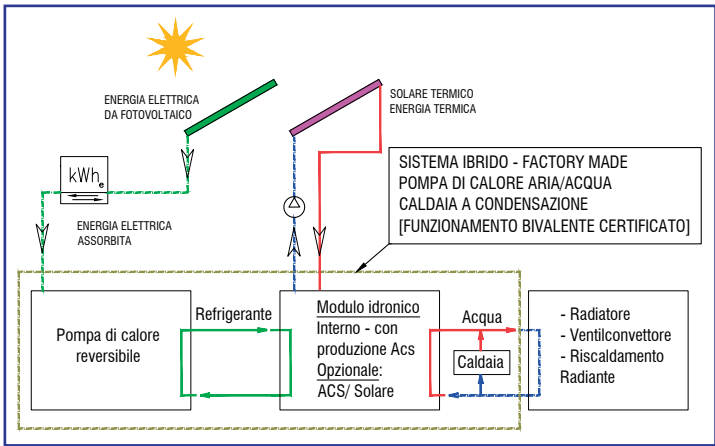 ENERGIA ELETTRICA
DA FOTOVOLTAICO
SOLARE TERMICO
ENERGIA TERMICA
kWhe
ENERGIA ELETTRICA
ASSORBITA
SISTEMA IBRIDO - FACTORY MADE
POMPA DI CALORE ARIA/ACQUA
CALDAIA A CONDENSAZIONE
[FUNZIONAMENTO BIVALENTE CERTIFICATO]
Pompa di calore
reversibile
Refrigerante
Modulo idronico
Interno - con
produzione Acs
Opzionale:
ACS/ Solare
Acqua
Caldaia
- Radiatore
- Ventilconvettore
- Riscaldamento
Radiante